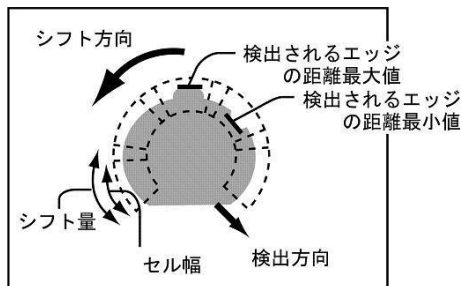 シフト方向
検出されるエッジ
の距離最大値
検出されるエッジ
の距離最小値
シフト量
セル幅
検出方向